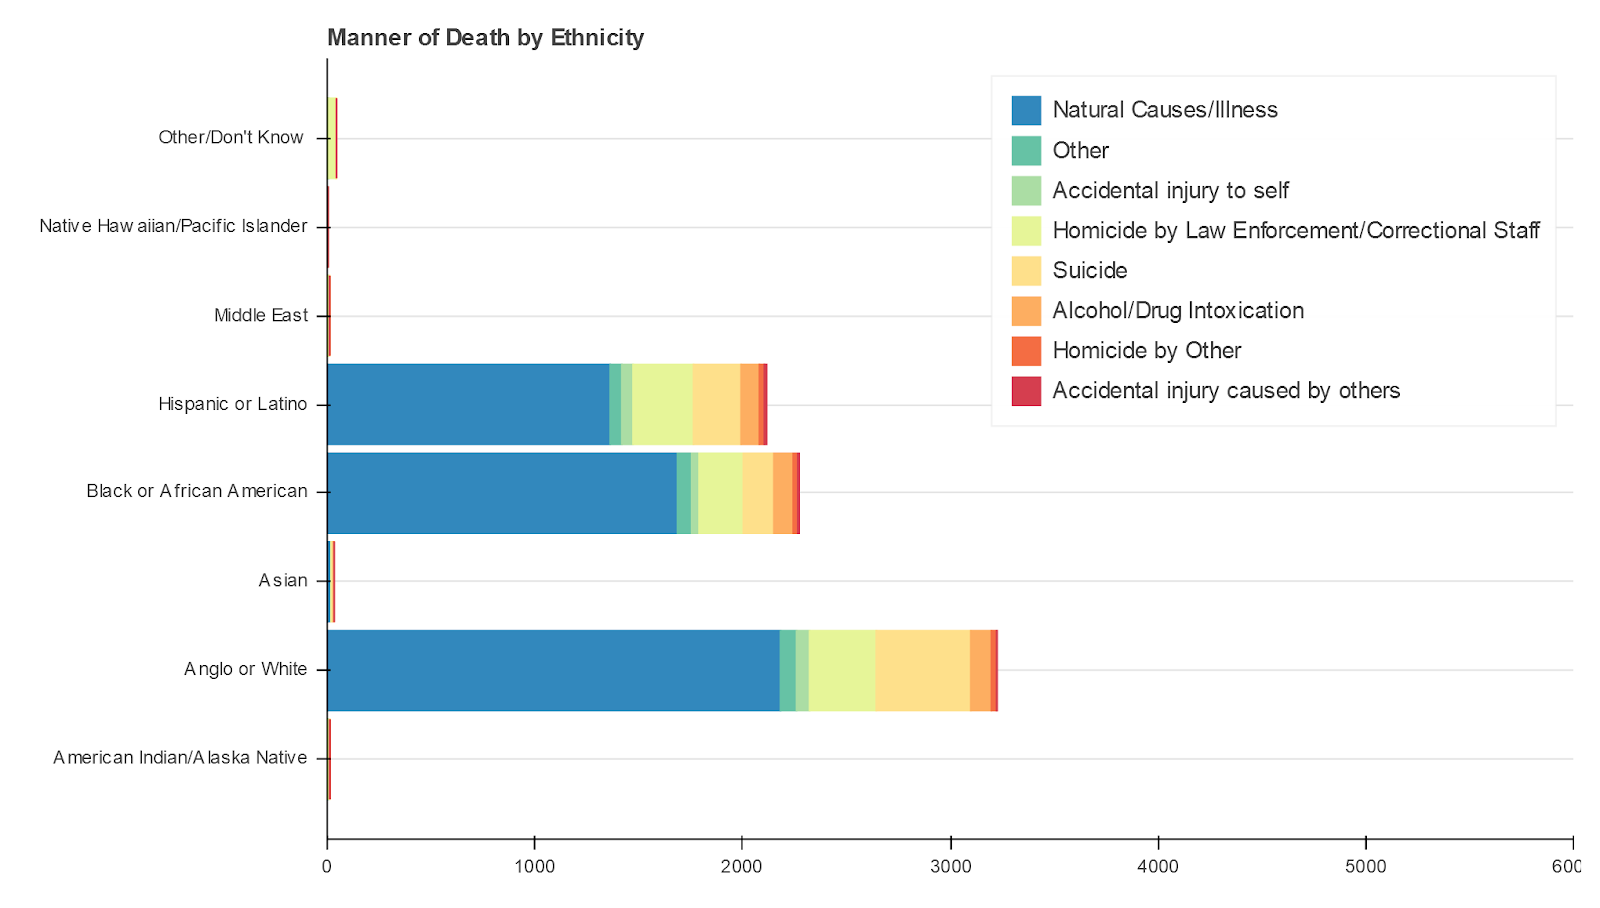 Manner of Death by Ethnicity
Natural Causes/Illness
Other
Accidental injury to self
Homicide by Law Enforcement/Correctional Staff
Suicide
Alcohol/Drug Intoxication
Homicide by Other
Accidental injury caused by others
Other/Don't Know
Native Hawaiian/Pacific Islander
Middle East
Hispanic or Latino
Black or African American
Asian
Anglo or White
American Indian/Alaska Native
0 1000 2000 3000 4000 5000 600